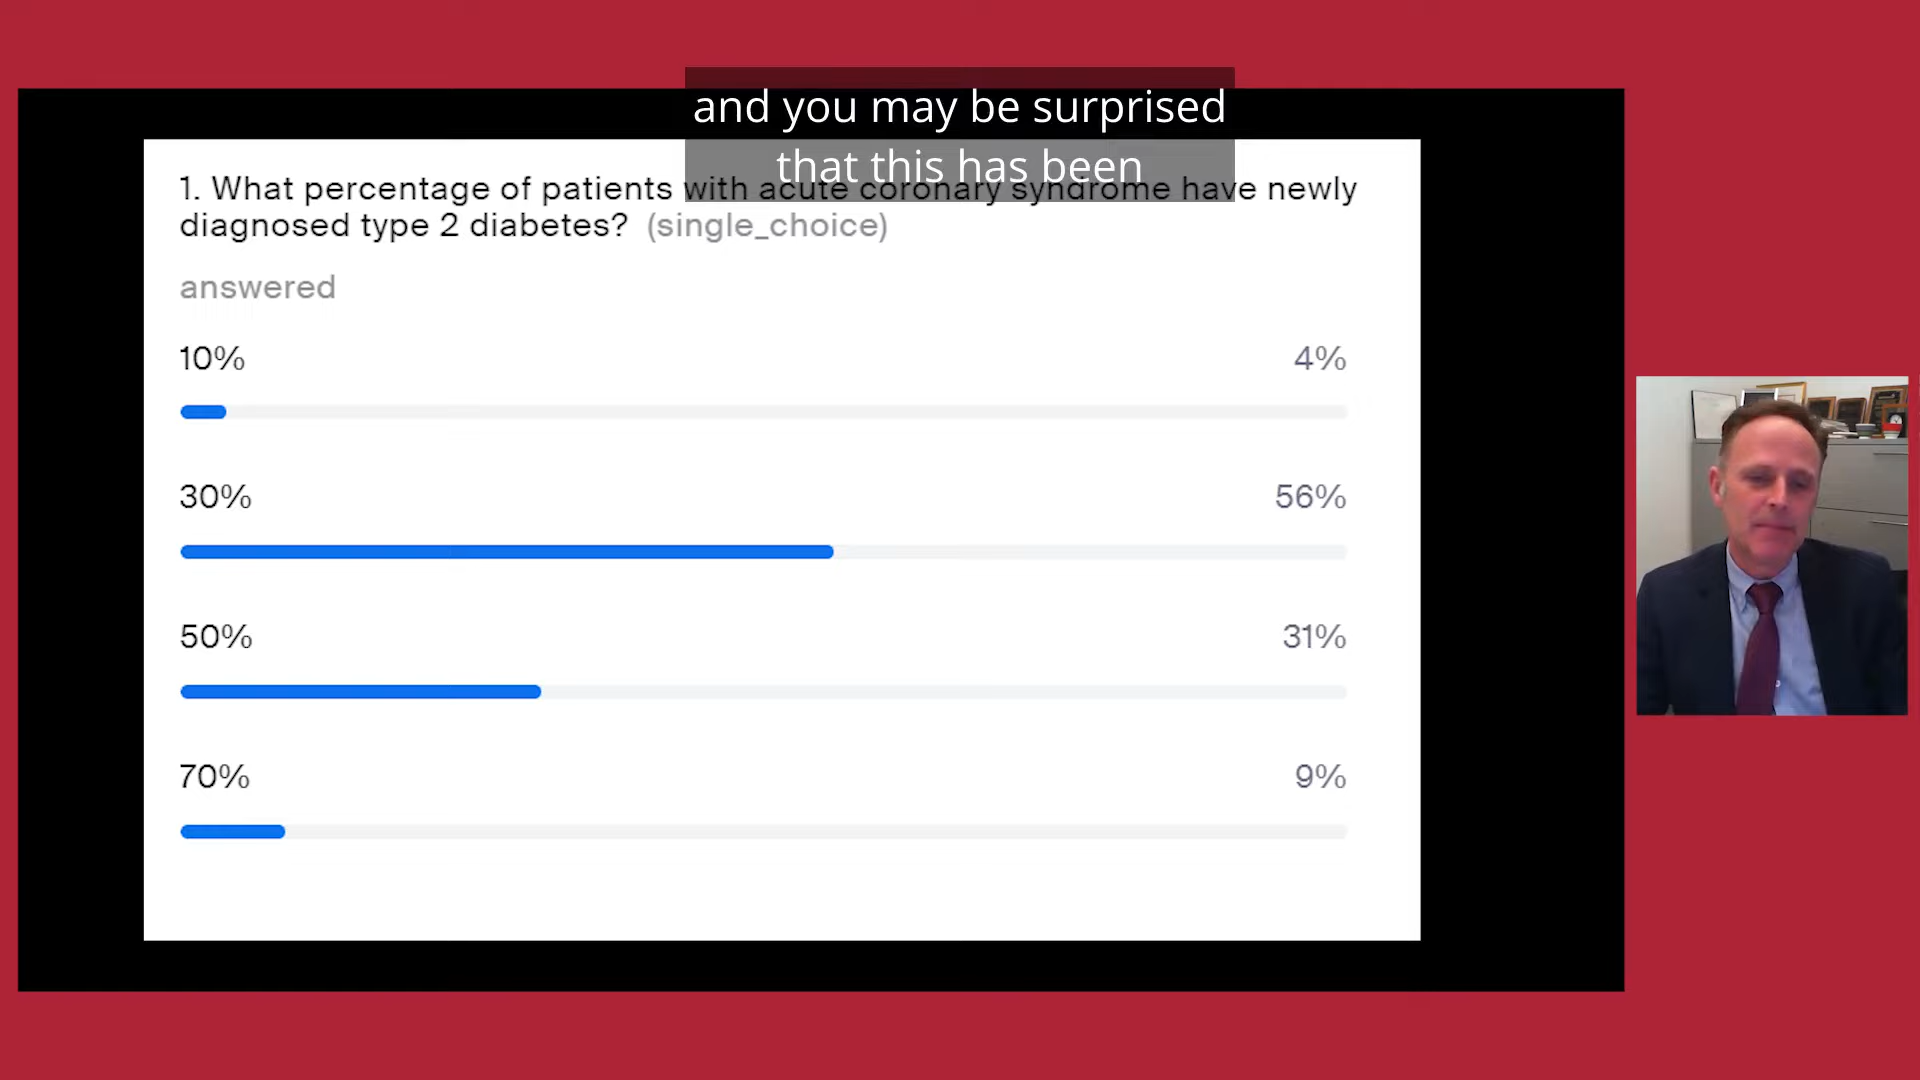 and you may be surprised
that this has been
1. What percentage of patients with acute coronary syndrome have newly
diagnosed type 2 diabetes? (single_choice)
answered
10% 4%
30% 56%
50% 31%
70% 9%